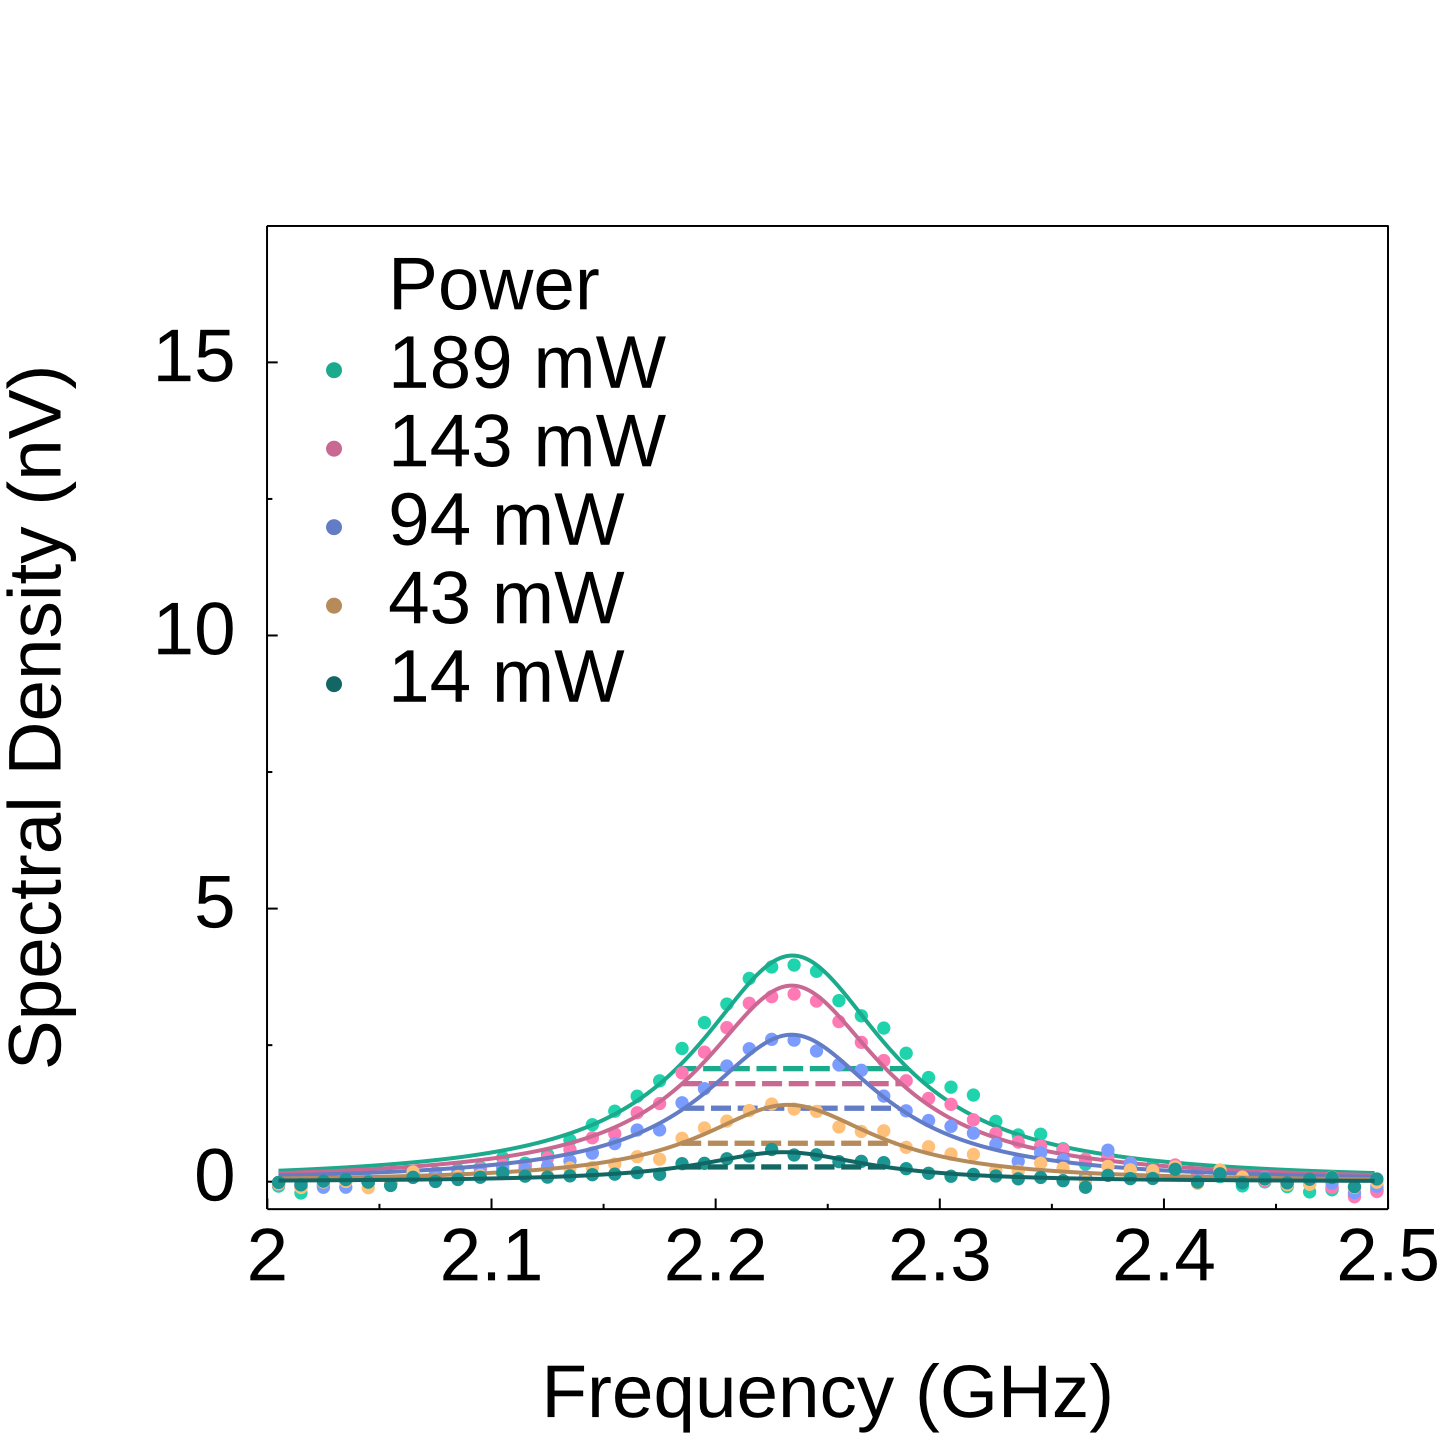 Power
189 mW
143 mW
94 mW
43 mW
14 mW
15
10
5
0
Spectral Density (nV)
2 2.1 2.2 2.3 2.4 2.5
Frequency (GHz)